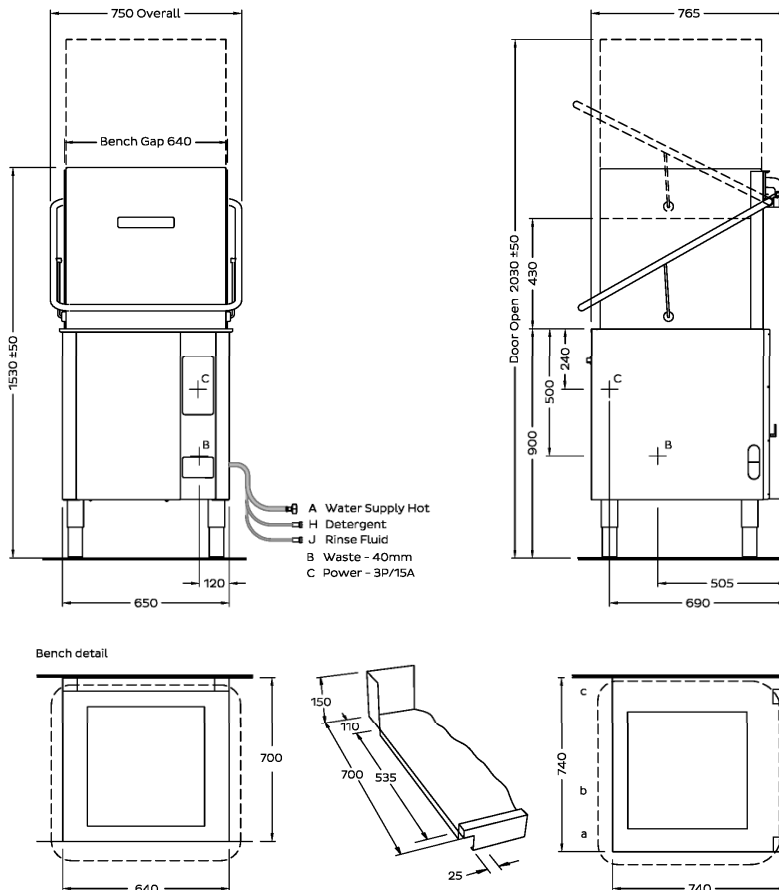 750 Overall
765
Bench Gap 640
1530 ±50
Door Open 2030 ±50
430
240
500
900
C
B
C
B
A Water Supply Hot
H Detergent
J Rinse Fluid
B Waste - 40mm
C Power - 3P/15A
120
650
505
690
Bench detail
700
640
150
110
700
535
25
740
c
b
a
740